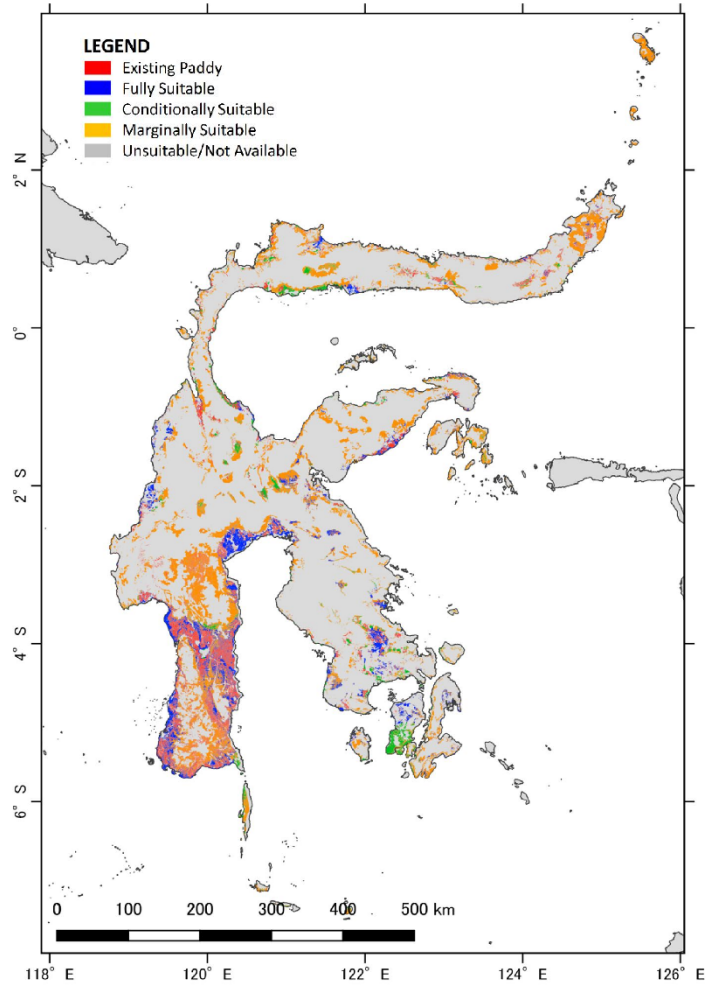 LEGEND
Existing Paddy
Fully Suitable
Conditionally Suitable
Marginally Suitable
Unsuitable/Not Available
2° N
0°
2° S
4° S
6° S
0 100 200 300 400 500 km
118° E 120° E 122° E 124° E 126° E